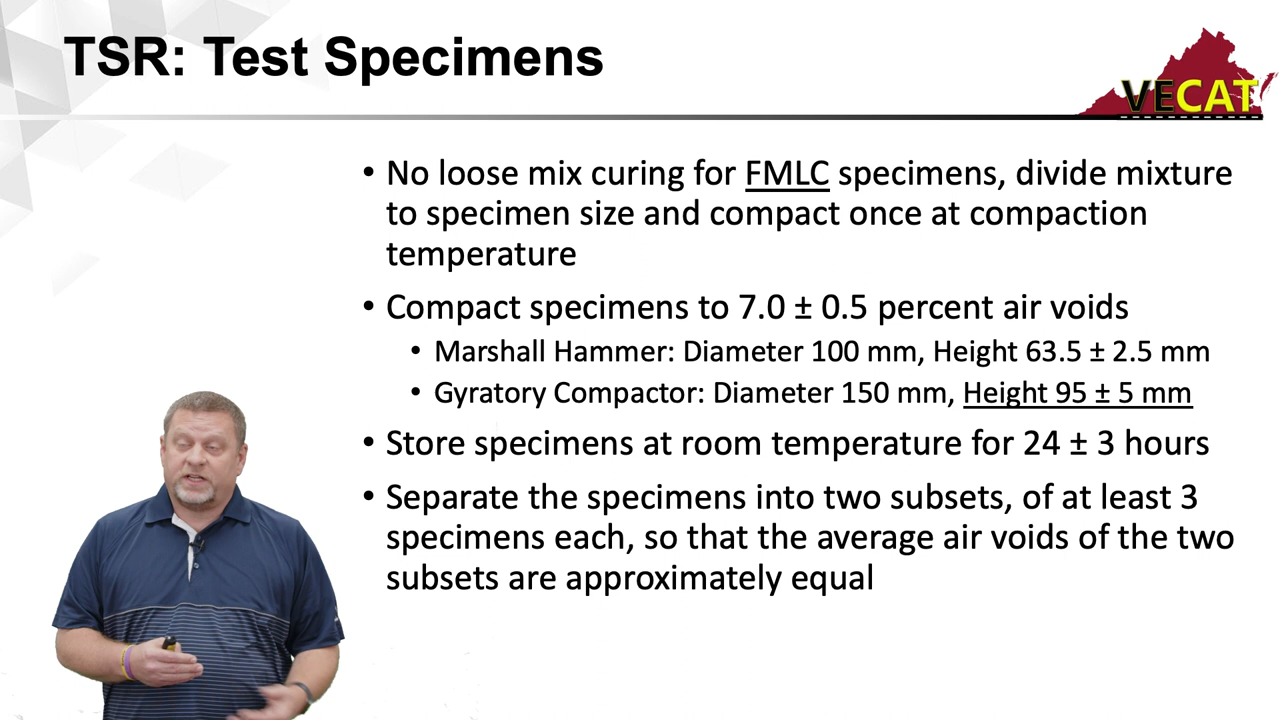 TSR: Test Specimens
VECAT
• No loose mix curing for FMLC specimens, divide mixture
to specimen size and compact once at compaction
temperature
• Compact specimens to 7.0 ± 0.5 percent air voids
• Marshall Hammer: Diameter 100 mm, Height 63.5 ± 2.5 mm
• Gyratory Compactor: Diameter 150 mm, Height 95 ± 5 mm
• Store specimens at room temperature for 24 ± 3 hours
• Separate the specimens into two subsets, of at least 3
specimens each, so that the average air voids of the two
subsets are approximately equal